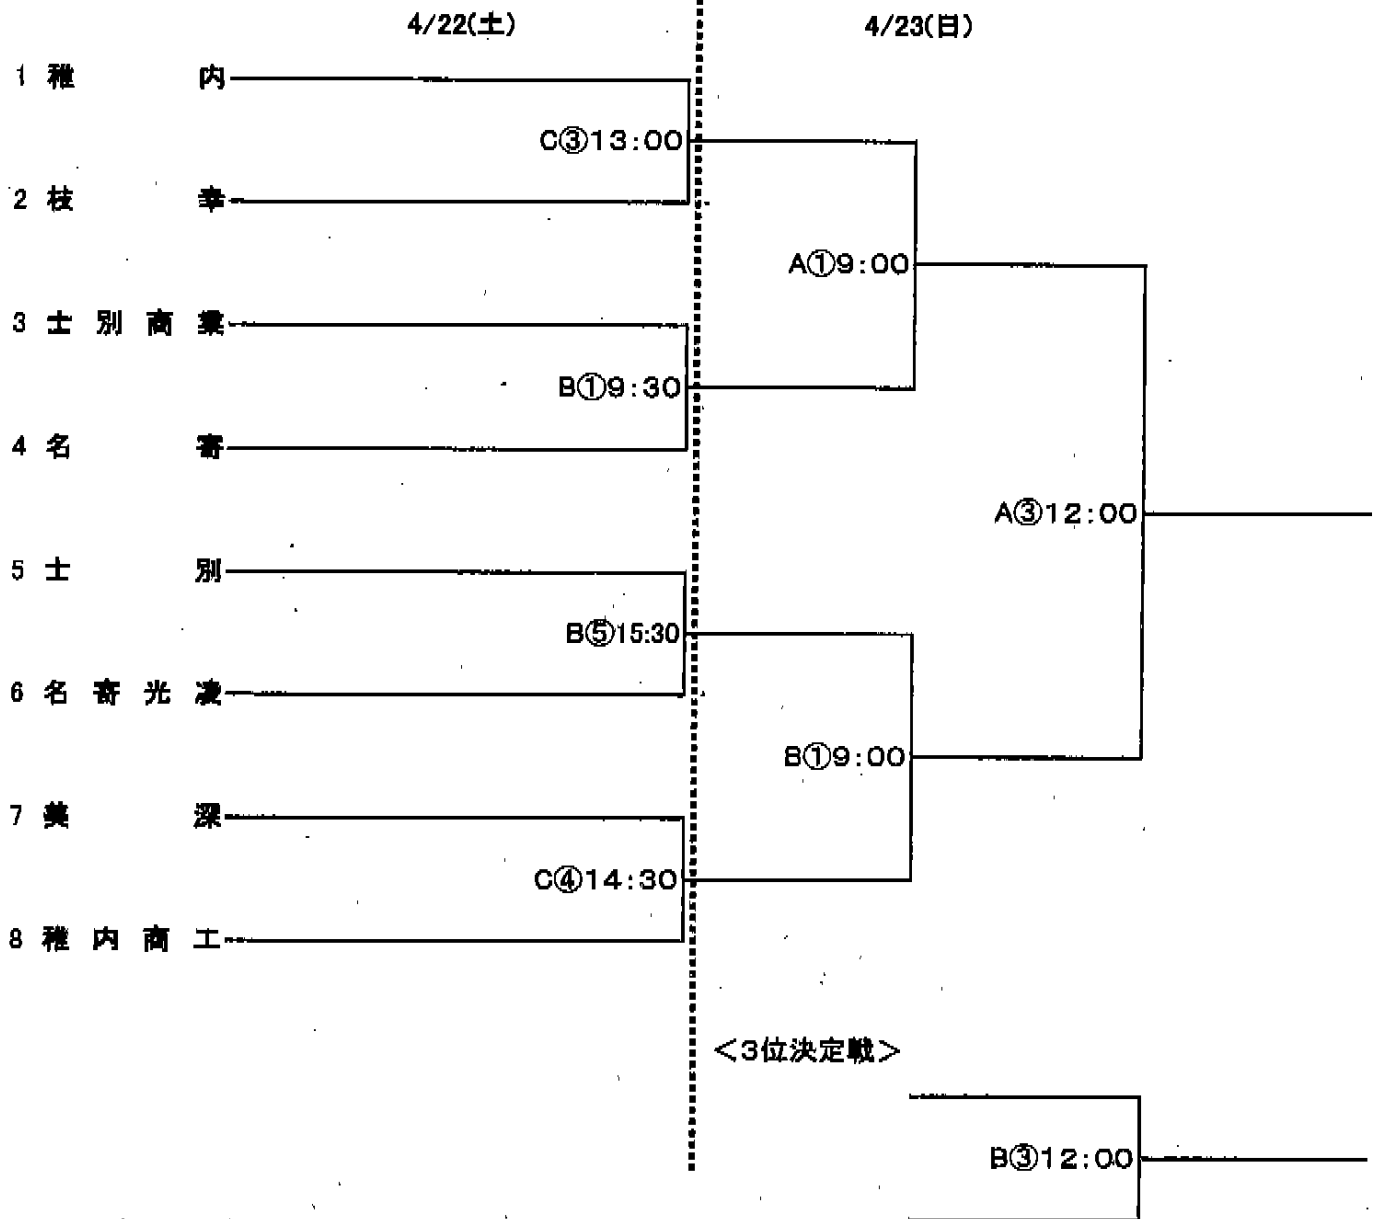 4/22(土) 4/23(日)
1 稚 内
C③13:00
2 枝 幸
A①9:00
3 士 別 商 業
B①9:30
4 名 寄
A③12:00
5 士 別
B⑤15:30
6 名 寄 光 凌
B①9:00
7 美 深
C④14:30
8 稚 内 商 工
＜3位決定戦＞
B③12:00